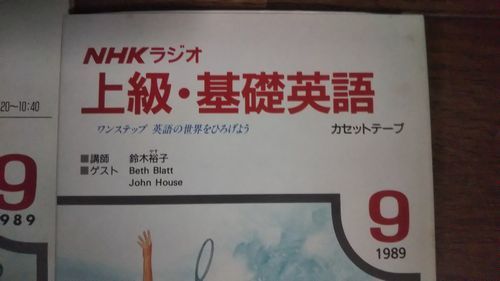 NHKラジオ
上級・基礎英語
ワンステップ 英語の世界をひろげよう
カセットテープ
■講師 鈴木裕子
■ゲスト Beth Blatt
John House
9
1989
20〜10:40
9
1989